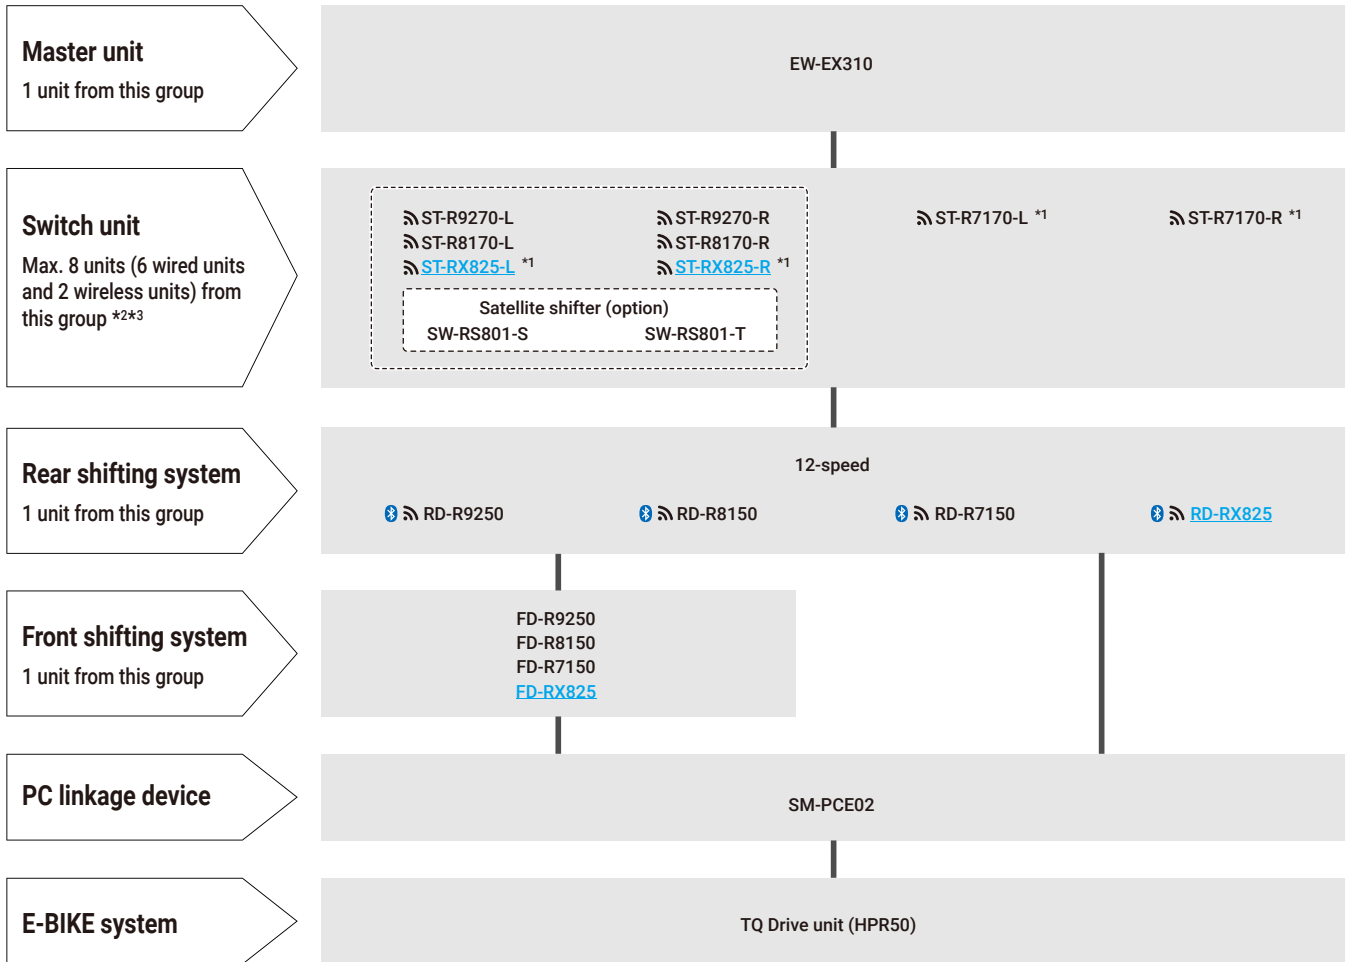 Master unit
1 unit from this group
EW-EX310
Switch unit
Max. 8 units (6 wired units
and 2 wireless units) from
this group *2*3
ST-R9270-L
ST-R9270-R
ST-R7170-L *1
ST-R7170-R *1
ST-R8170-L
ST-R8170-R
ST-RX825-L *1
ST-RX825-R *1
Satellite shifter (option)
SW-RS801-S
SW-RS801-T
Rear shifting system
1 unit from this group
12-speed
RD-R9250
RD-R8150
RD-R7150
RD-RX825
Front shifting system
1 unit from this group
FD-R9250
FD-R8150
FD-R7150
FD-RX825
PC linkage device
SM-PCE02
E-BIKE system
TQ Drive unit (HPR50)